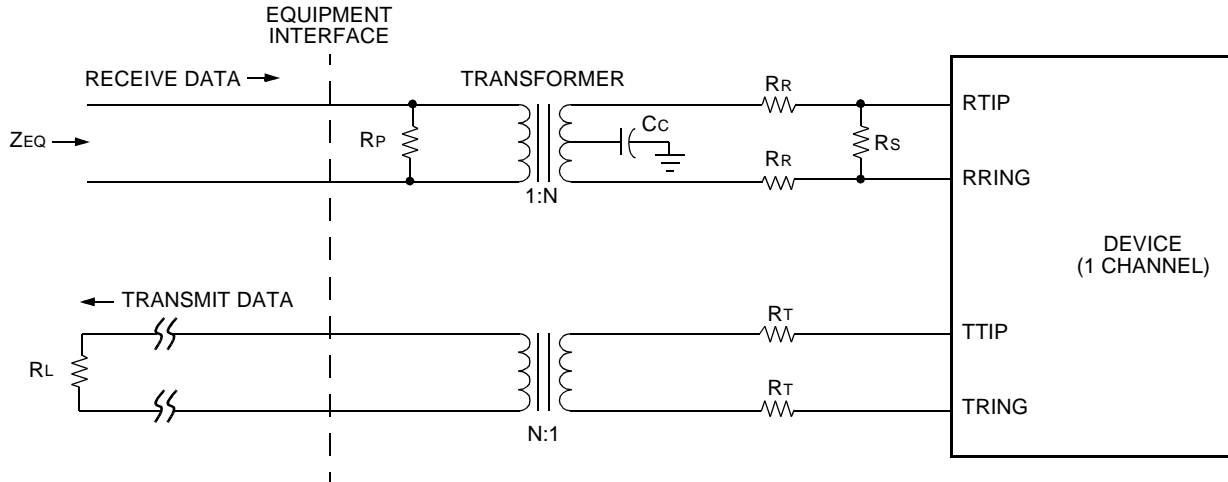 EQUIPMENT
INTERFACE
RECEIVE DATA
TRANSFORMER
RR
RTIP
CC
ZEQ
RP
RS
RR
RRING
1:N
DEVICE
(1 CHANNEL)
TRANSMIT DATA
RT
TTIP
RL
RT
TRING
N:1